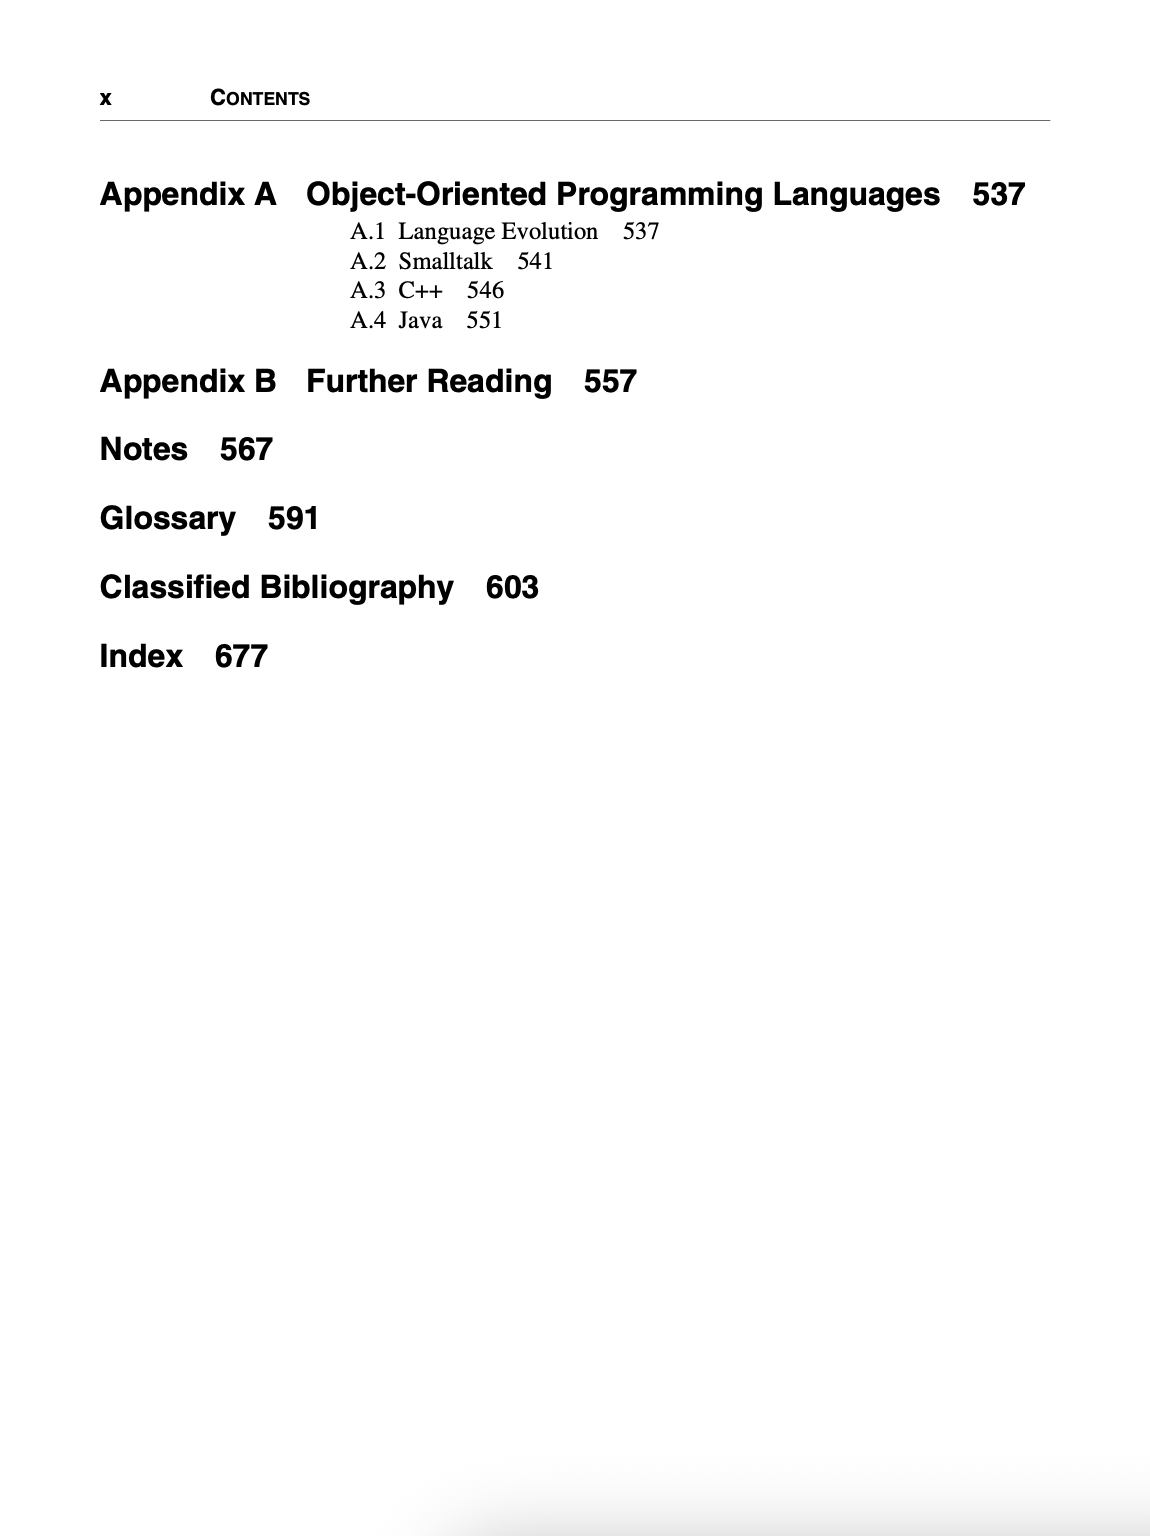 x CONTENTS
Appendix A Object-Oriented Programming Languages 537
A.1 Language Evolution 537
A.2 Smalltalk 541
A.3 C++ 546
A.4 Java 551
Appendix B Further Reading 557
Notes 567
Glossary 591
Classified Bibliography 603
Index 677